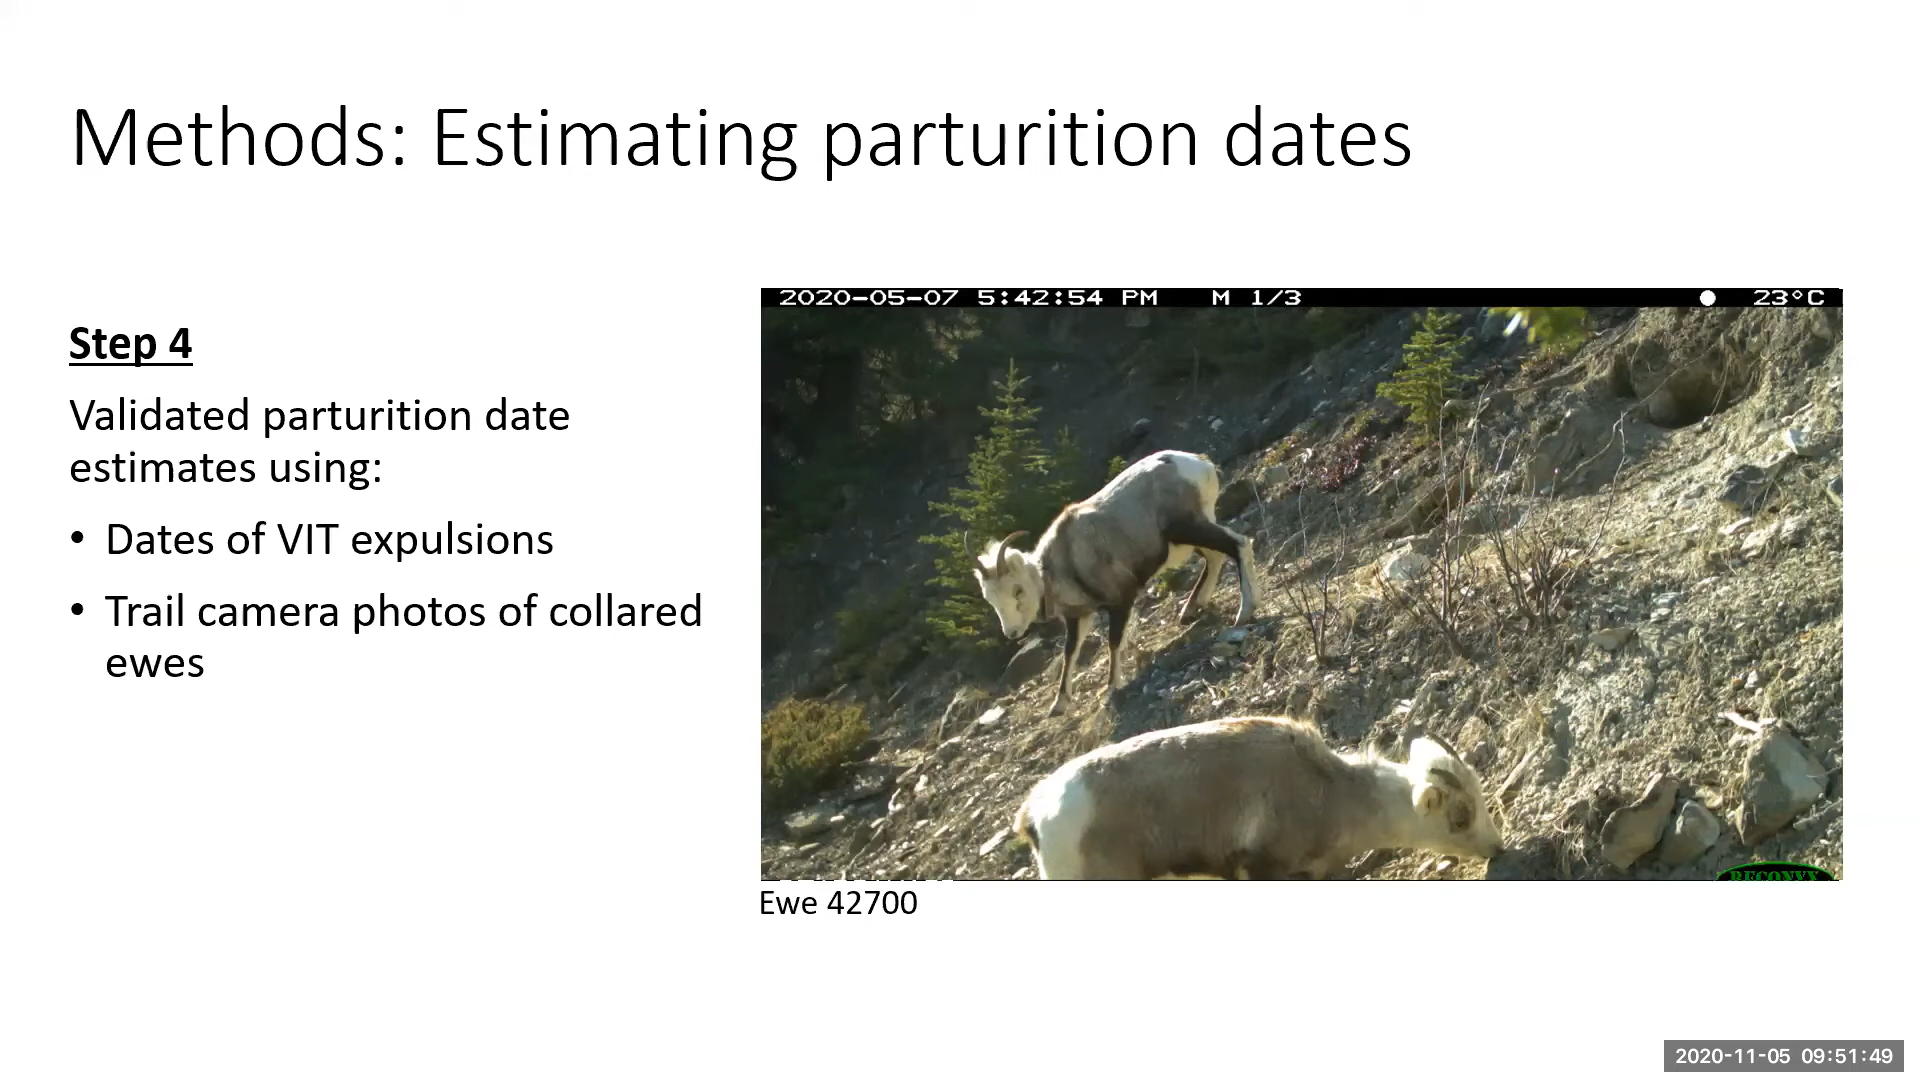 Methods: Estimating parturition dates
Step 4
Validated parturition date
estimates using:
• Dates of VIT expulsions
• Trail camera photos of collared
ewes
2020-05-07 5:42:54 PM M 1/3 23°C
RECONYX
Ewe 42700
2020-11-05 09:51:49